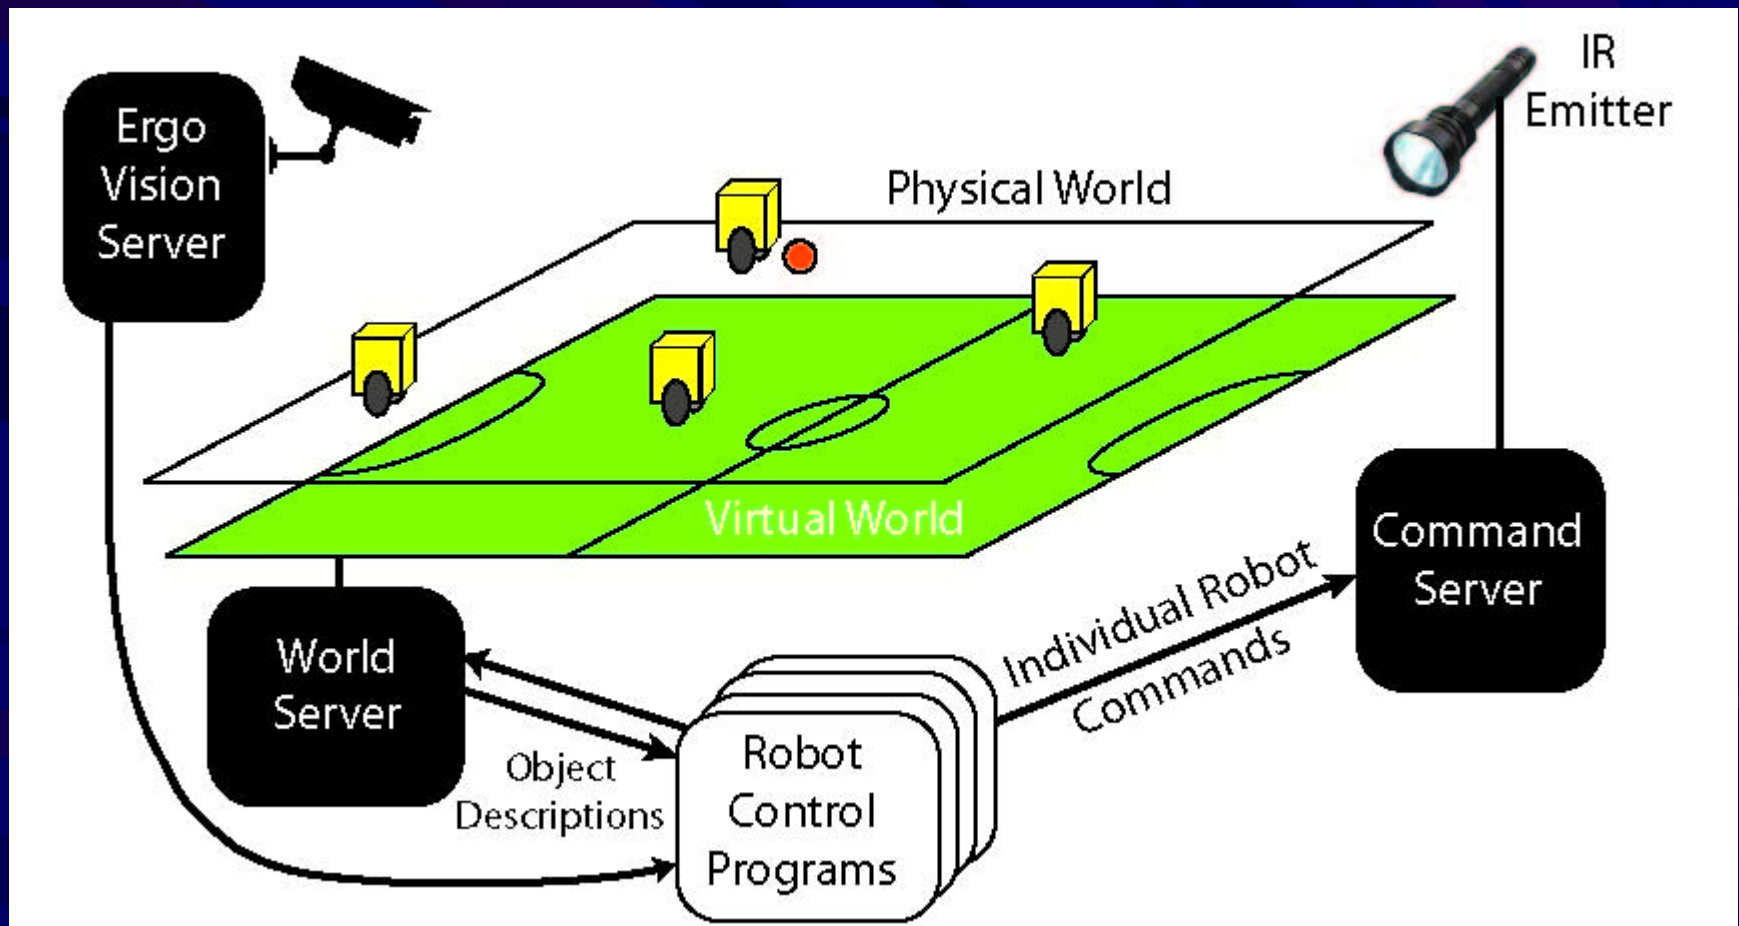 Ergo
Vision
Server
IR
Emitter
Physical World
Virtual World
Command
Server
World
Server
Individual Robot
Commands
Object
Descriptions
Robot
Control
Programs